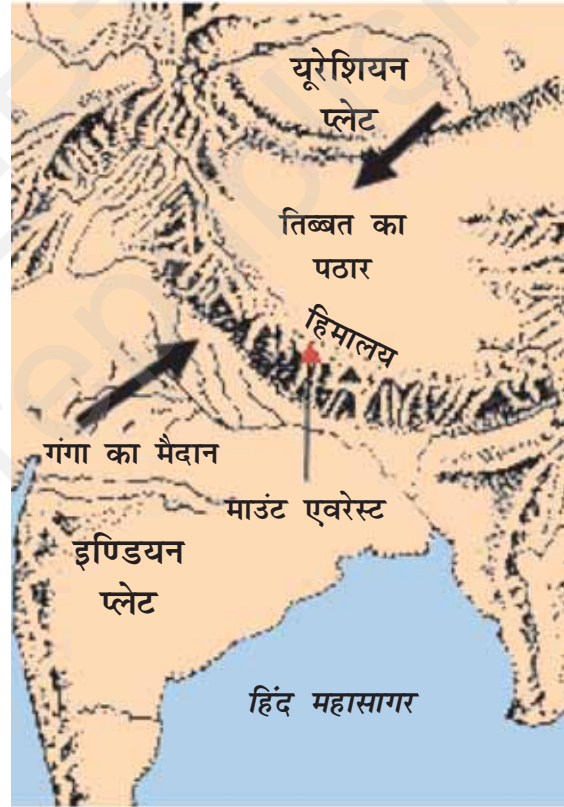 यूरेशियन
प्लेट
तिब्बत का
पठार
हिमालय
गंगा का मैदान
माउंट एवरेस्ट
इण्डियन
प्लेट
हिंद महासागर